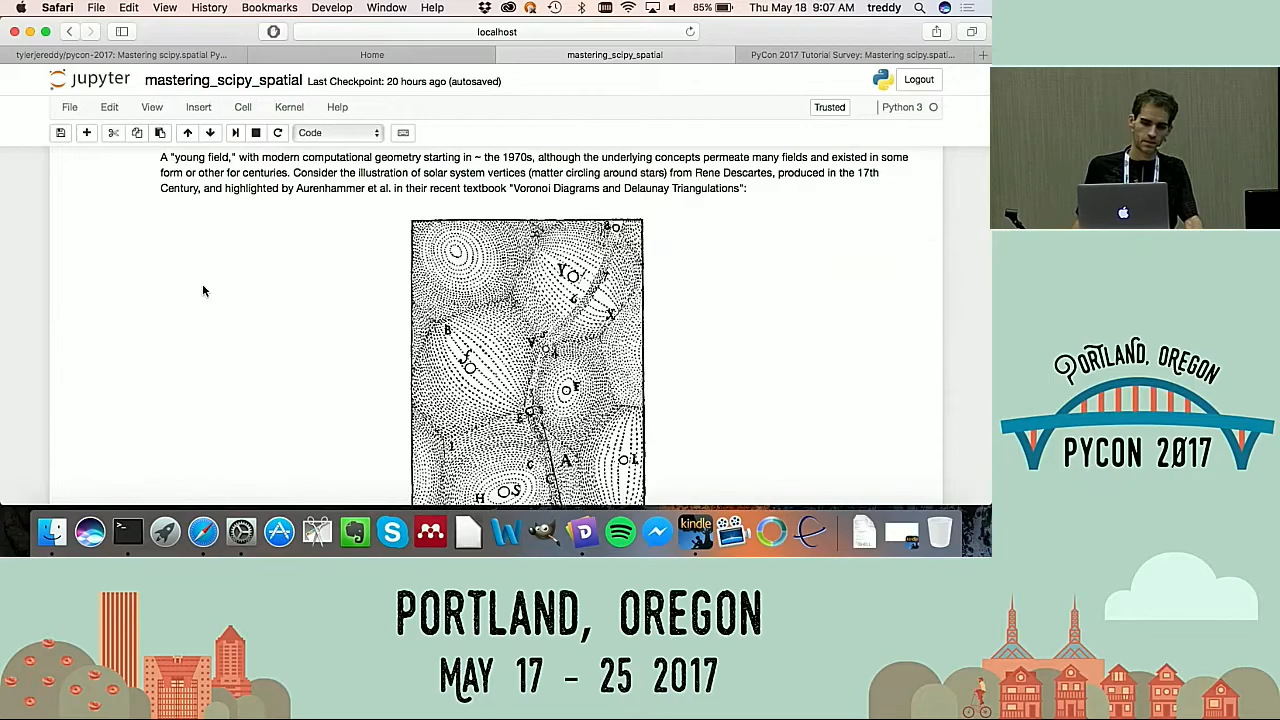 Safari File Edit View History Bookmarks Develop Window Help 85% Thu May 18 9:07 AM treddy
localhost
tylerjereddy/pycon-2017: Mastering scipy.spatial Py... Home mastering_scipy_spatial PyCon 2017 Tutorial Survey: Mastering scipy.spati...
jupyter mastering_scipy_spatial Last Checkpoint: 20 hours ago (autosaved) Logout
File Edit View Insert Cell Kernel Help Trusted Python 3
Code
A "young field," with modern computational geometry starting in ~ the 1970s, although the underlying concepts permeate many fields and existed in some
form or other for centuries. Consider the illustration of solar system vertices (matter circling around stars) from Rene Descartes, produced in the 17th
Century, and highlighted by Aurenhammer et al. in their recent textbook "Voronoi Diagrams and Delaunay Triangulations":
Y
X
B
f
F
A
L
H
S
kindle
PORTLAND, OREGON
PYCON 2017
PORTLAND, OREGON
MAY 17 - 25 2017